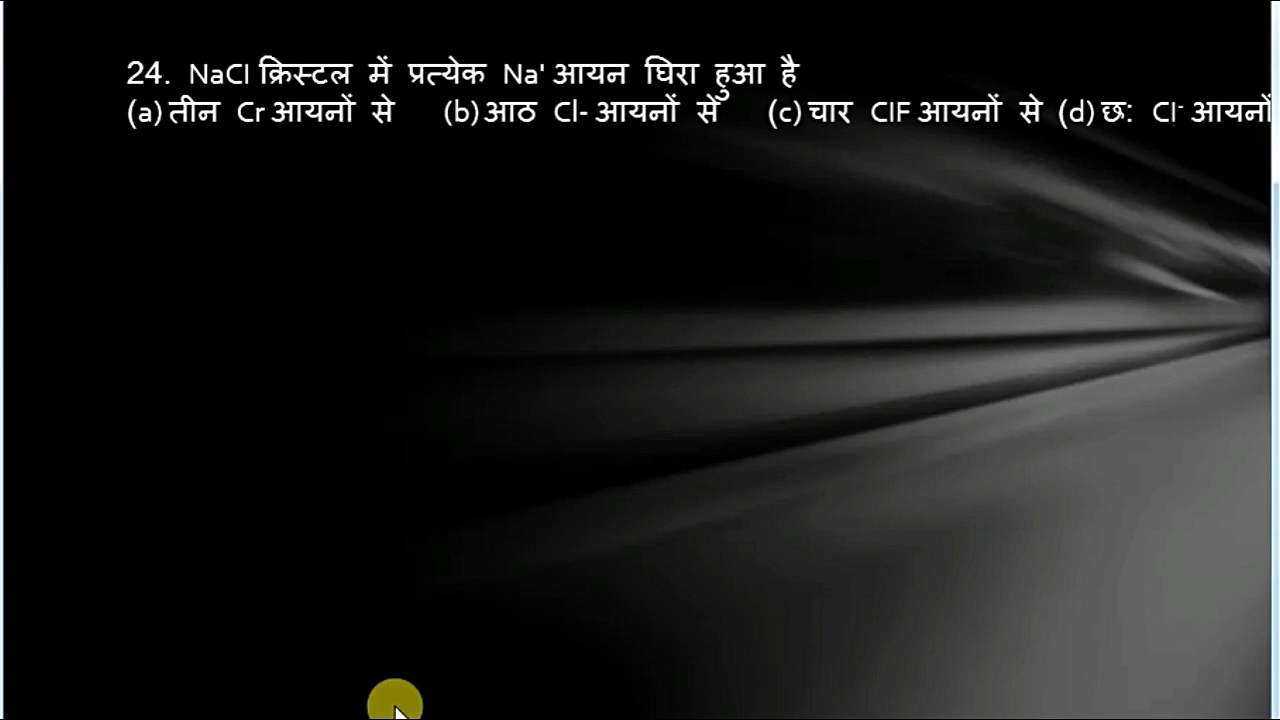 24. NaCl क्रिस्टल में प्रत्येक Na' आयन घिरा हुआ है
(a) तीन Cr आयनों से (b) आठ Cl- आयनों सें (c) चार ClF आयनों से (d) छ: Cl⁻ आयनों